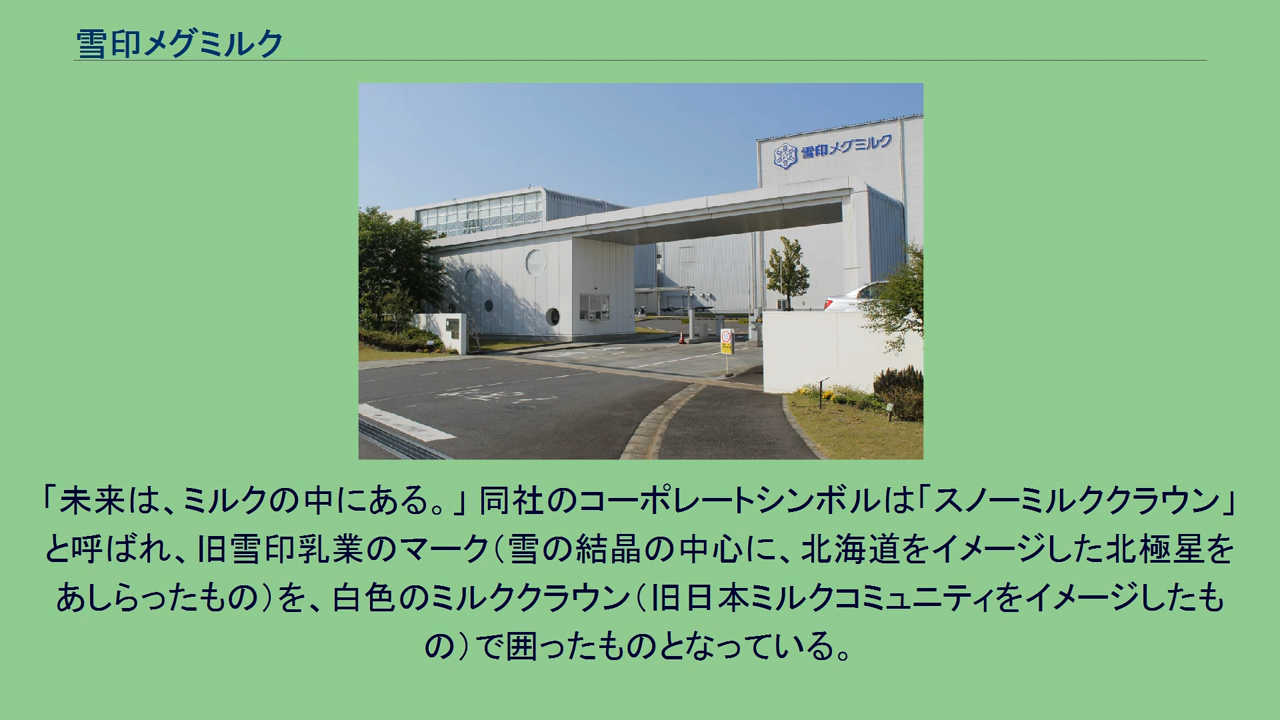 雪印メグミルク
雪印メグミルク
「未来は、ミルクの中にある。」 同社のコーポレートシンボルは「スノーミルククラウン」
と呼ばれ、旧雪印乳業のマーク（雪の結晶の中心に、北海道をイメージした北極星を
あしらったもの）を、白色のミルククラウン（旧日本ミルクコミュニティをイメージしたも
の）で囲ったものとなっている。